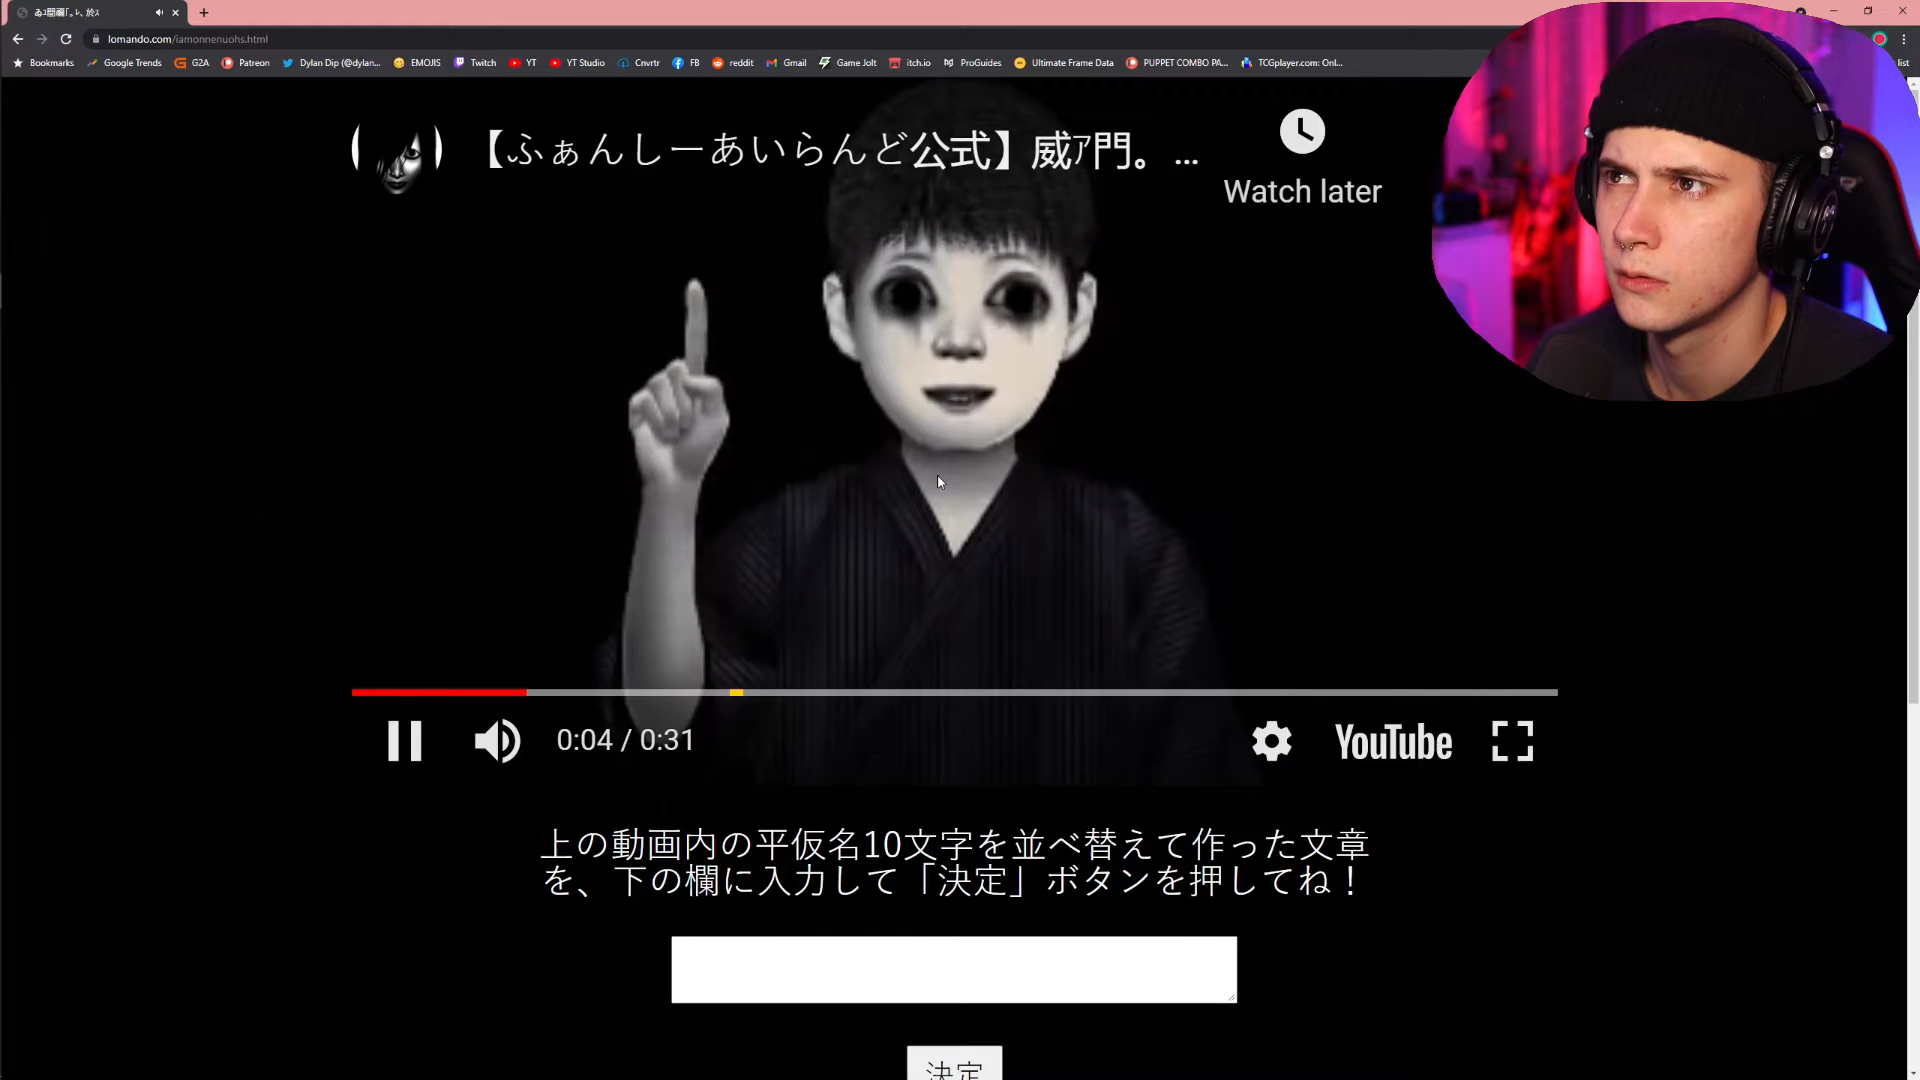 lomando.com/iamonnenuohs.html
Bookmarks Google Trends G2A Patreon Dylan Dip (@dylan... EMOJIS Twitch YT YT Studio Cnvrtr FB reddit Gmail Game Jolt itch.io ProGuides Ultimate Frame Data PUPPET COMBO PA... TCGplayer.com: Onl... list
【ふぁんしーあいらんど公式】威ｱ門。...
Watch later
0:04 / 0:31
YouTube
上の動画内の平仮名10文字を並べ替えて作った文章
を、下の欄に入力して「決定」ボタンを押してね！
決定